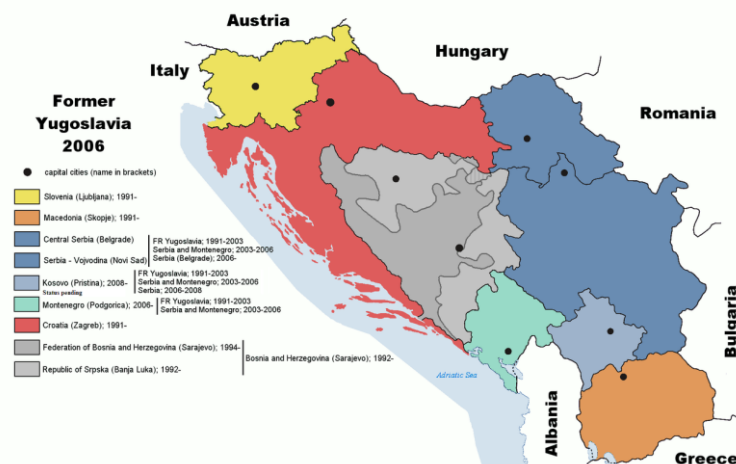 Austria
Hungary
Italy
Romania
Former
Yugoslavia
2006
capital cities (name in brackets)
Slovenia (Ljubljana); 1991-
Macedonia (Skopje); 1991-
Central Serbia (Belgrade)
Serbia - Vojvodina (Novi Sad)
FR Yugoslavia; 1991-2003
Serbia and Montenegro; 2003-2006
Serbia (Belgrade); 2006-
Kosovo (Pristina); 2008-
Status pending
FR Yugoslavia; 1991-2003
Serbia and Montenegro; 2003-2006
Serbia; 2006-2008
Montenegro (Podgorica); 2006-
FR Yugoslavia; 1991-2003
Serbia and Montenegro; 2003-2006
Croatia (Zagreb); 1991-
Federation of Bosnia and Herzegovina (Sarajevo); 1994-
Republic of Srpska (Banja Luka); 1992-
Bosnia and Herzegovina (Sarajevo); 1992-
Adriatic Sea
Albania
Bulgaria
Greece